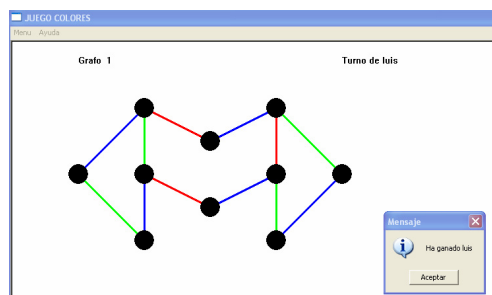 JUEGO COLORES
Menu Ayuda
Grafo 1
Turno de luis
Mensaje
Ha ganado luis
Aceptar